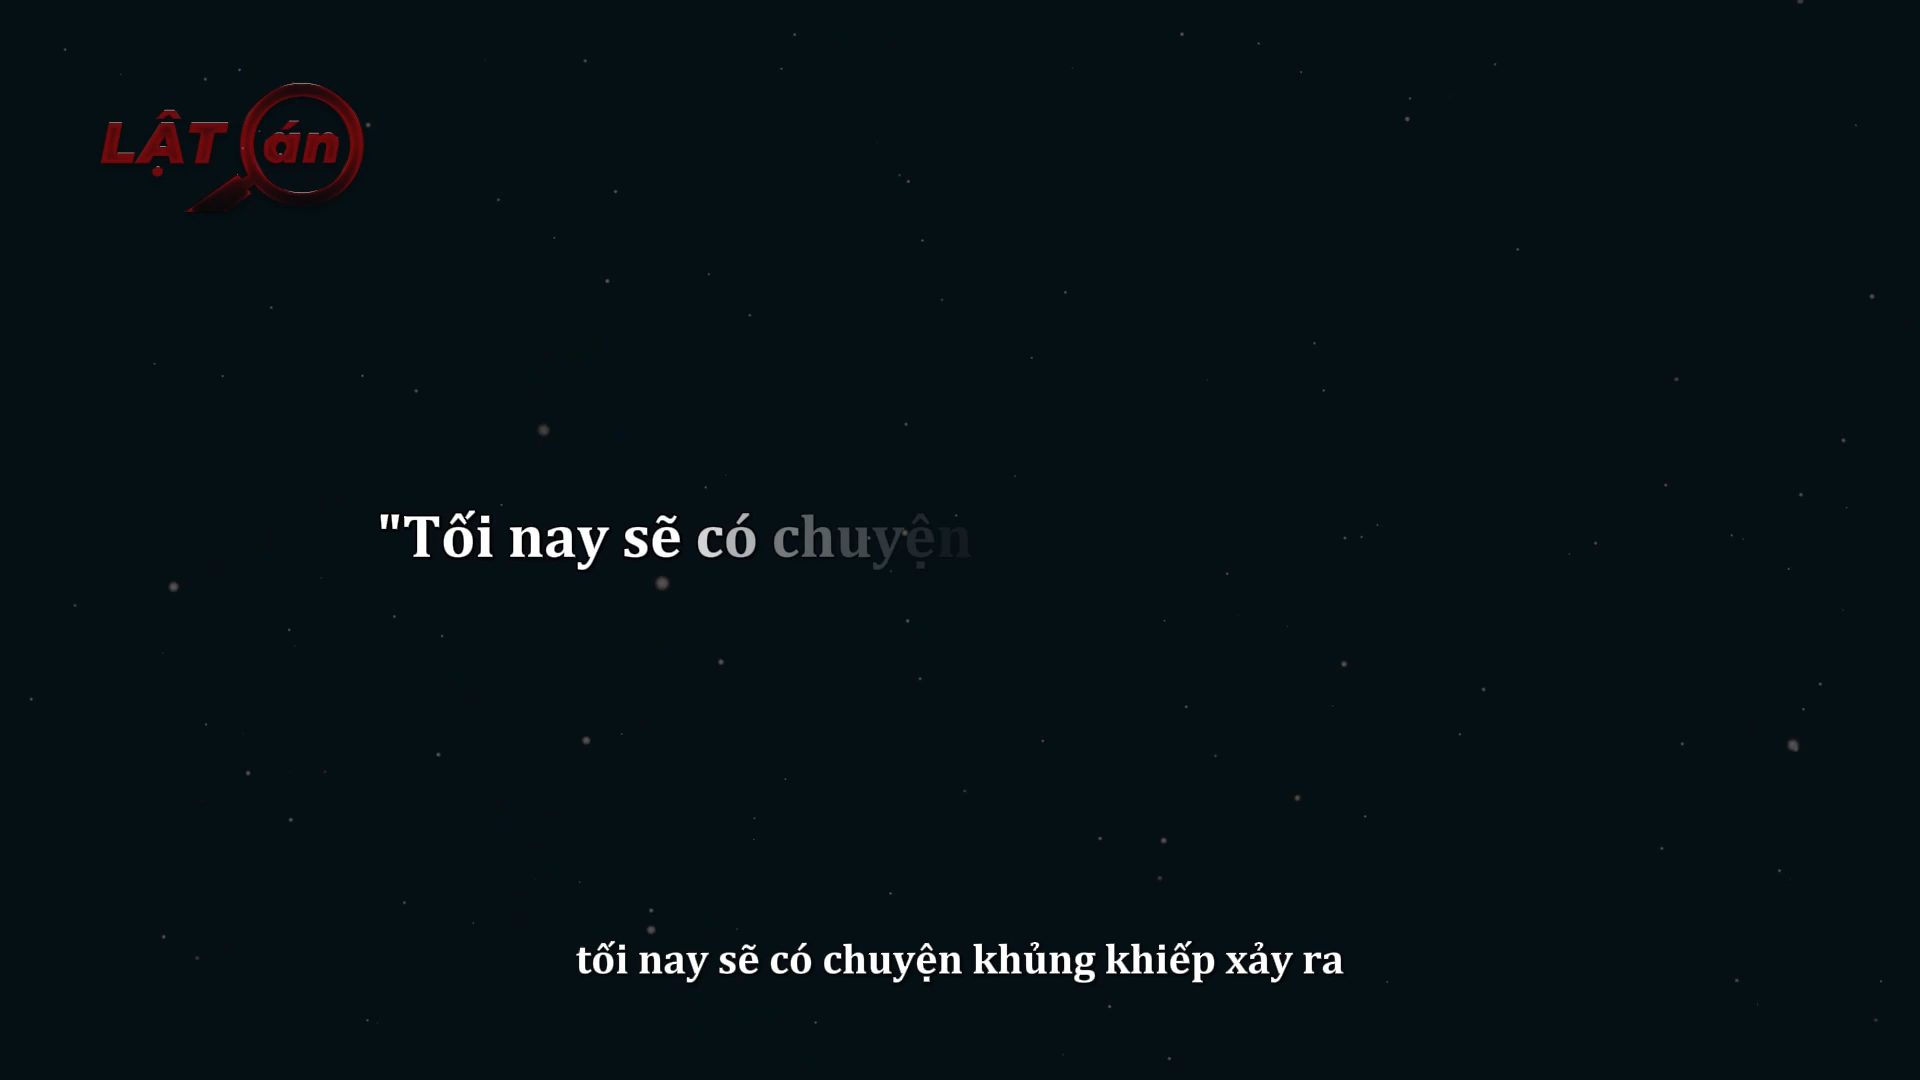 LẬT án
"Tối nay sẽ có chuyện
tối nay sẽ có chuyện khủng khiếp xảy ra